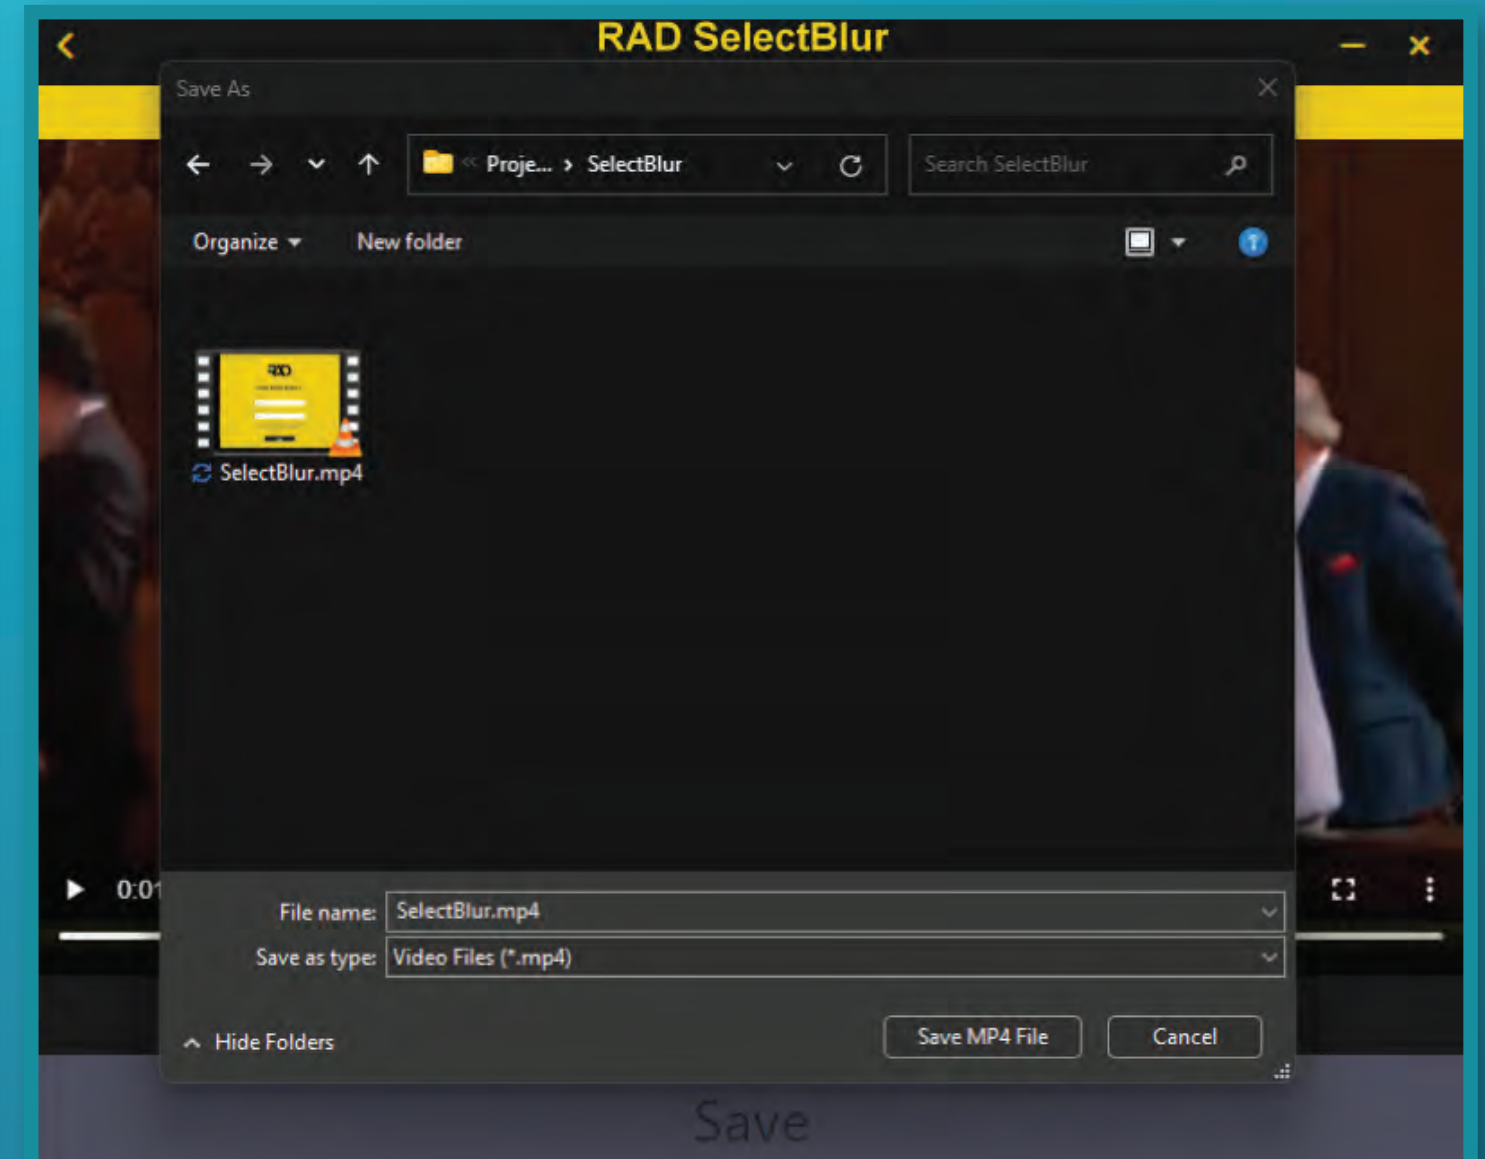 RAD SelectBlur
Save As
« Proje... › SelectBlur
Search SelectBlur
Organize
New folder
RAD
SelectBlur.mp4
0:01
File name: SelectBlur.mp4
Save as type: Video Files (*.mp4)
Hide Folders
Save MP4 File
Cancel
Save